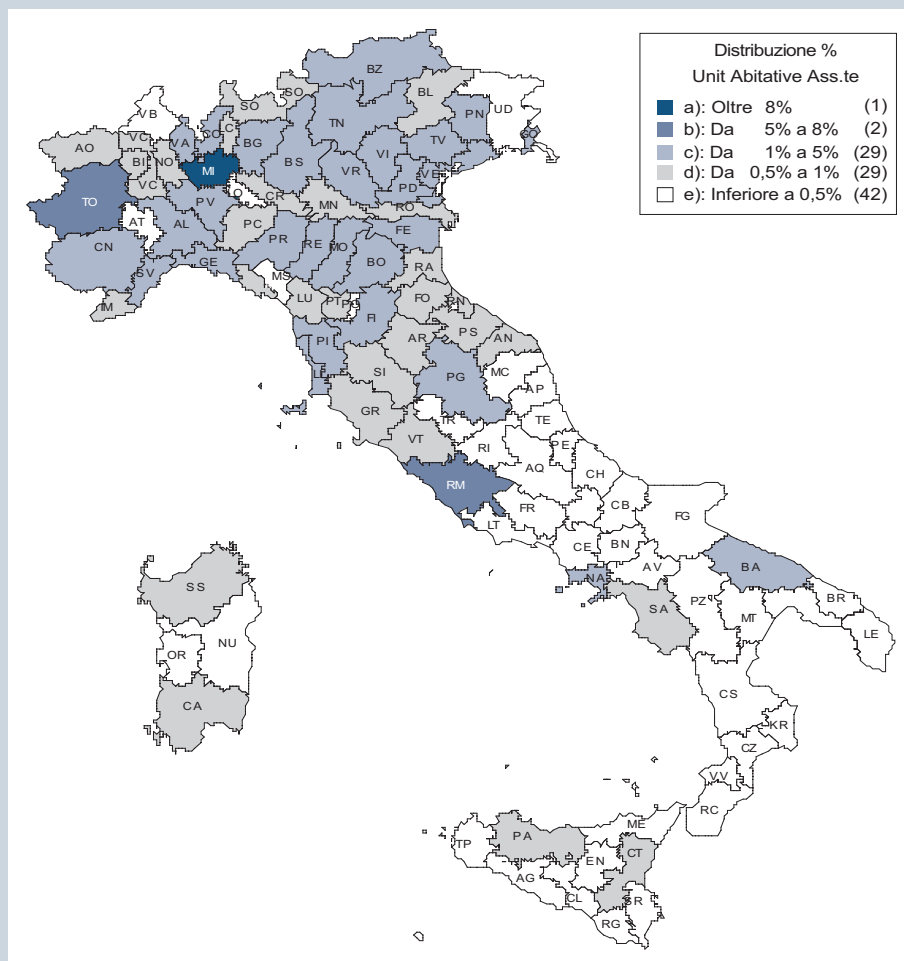 Distribuzione %
Unit Abitative Ass.te
a): Oltre 8% (1)
b): Da 5% a 8% (2)
c): Da 1% a 5% (29)
d): Da 0,5% a 1% (29)
e): Inferiore a 0,5% (42)
BZ
SO
SO
BL
VB
UD
PN
TN
AO
VC
VA
CO
BG
TV
GO
BI
NO
MI
BS
VI
VR
VE
VC
PD
TO
PV
CR
MN
RO
AT
AL
PC
FE
CN
PR
RE
MO
BO
GE
SV
MS
RA
LU
PT
FO
RN
IM
FI
PS
PI
AR
AN
SI
PG
MC
AP
GR
TR
TE
VT
RI
PE
AQ
CH
RM
CB
FR
FG
LT
CE
BN
BA
NA
AV
SS
PZ
BR
SA
MT
LE
OR
NU
CS
CA
KR
CZ
VV
RC
ME
PA
TP
CT
EN
AG
CL
SR
RG